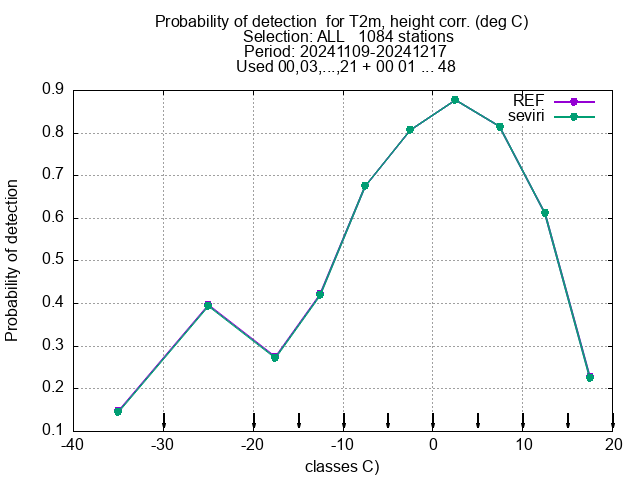 Probability of detection  for T2m, height corr. (deg C)
Selection: ALL   1084 stations
Period: 20241109-20241217
Used 00,03,...,21 + 00 01 ... 48
REF
seviri
Probability of detection
0.9
0.8
0.7
0.6
0.5
0.4
0.3
0.2
0.1
-40 -30 -20 -10 0 10 20
classes C)